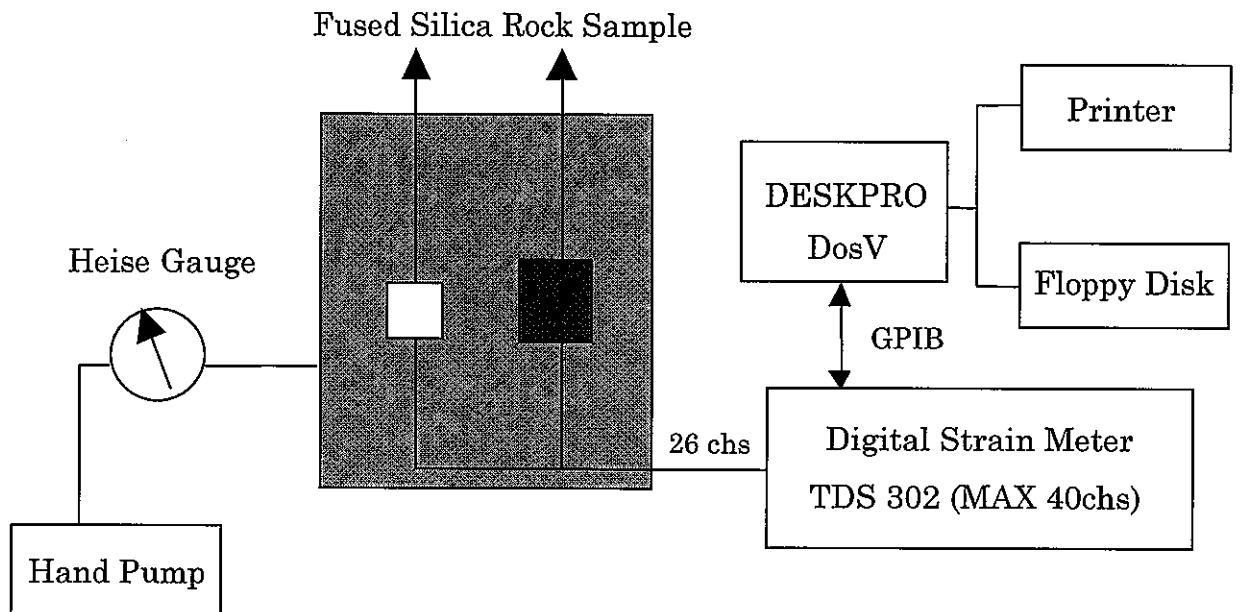 Fused Silica Rock Sample
Printer
DESKPRO
DosV
Heise Gauge
Floppy Disk
GPIB
26 chs
Digital Strain Meter
TDS 302 (MAX 40chs)
Hand Pump